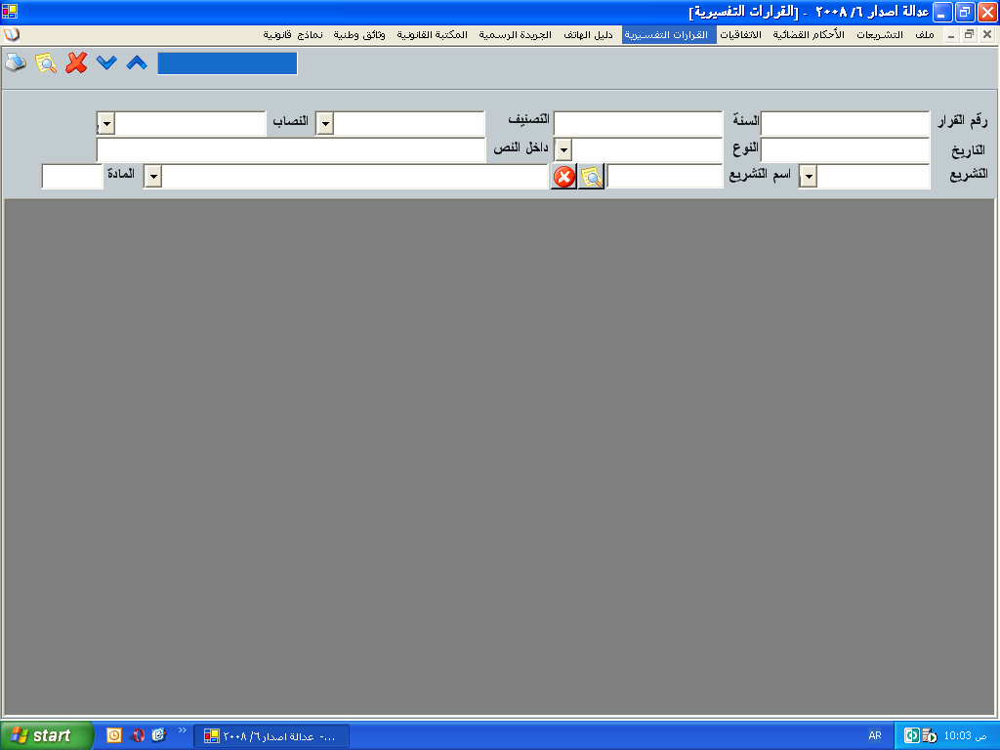 عدالة اصدار ٦/ ٢٠٠٨ - [القرارات التفسيرية]
ملف التشريعات الأحكام القضائية الاتفاقيات القرارات التفسيرية دليل الهاتف الجريدة الرسمية المكتبة القانونية وثائق وطنية نماذج قانونية
رقم القرار السنة التصنيف النصاب
التاريخ النوع داخل النص
التشريع اسم التشريع المادة
start عدالة اصدار ٦/ ٢٠٠٨ -... AR 10:03 ص